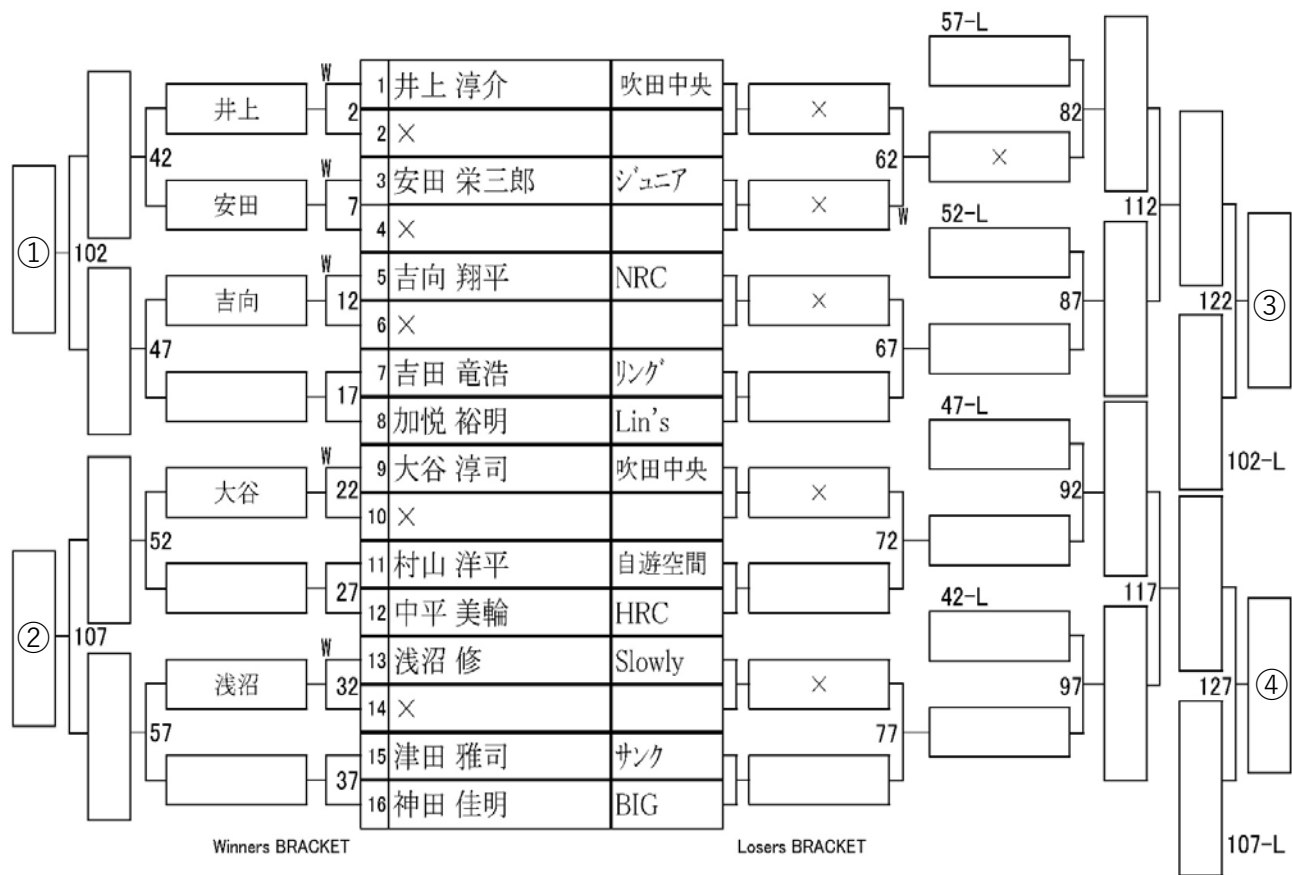 57-L
W
1 井上 淳介 吹田中央
井上 2 × 82
2 ×
42 62 ×
W
3 安田 栄三郎 ジュニア
安田 7 × W 112
4 ×
52-L
① 102
W
5 吉向 翔平 NRC
吉向 12 × 87 122 ③
6 ×
47 67
7 吉田 竜浩 リング
17
47-L
8 加悦 裕明 Lin's
W
9 大谷 淳司 吹田中央 102-L
大谷 22 × 92
10 ×
52 72
11 村山 洋平 自遊空間
27 117
42-L
12 中平 美輪 HRC
② 107
W
13 浅沼 修 Slowly
浅沼 32 × 97 127 ④
14 ×
57 77
15 津田 雅司 サンク
37
16 神田 佳明 BIG
Winners BRACKET Losers BRACKET 107-L